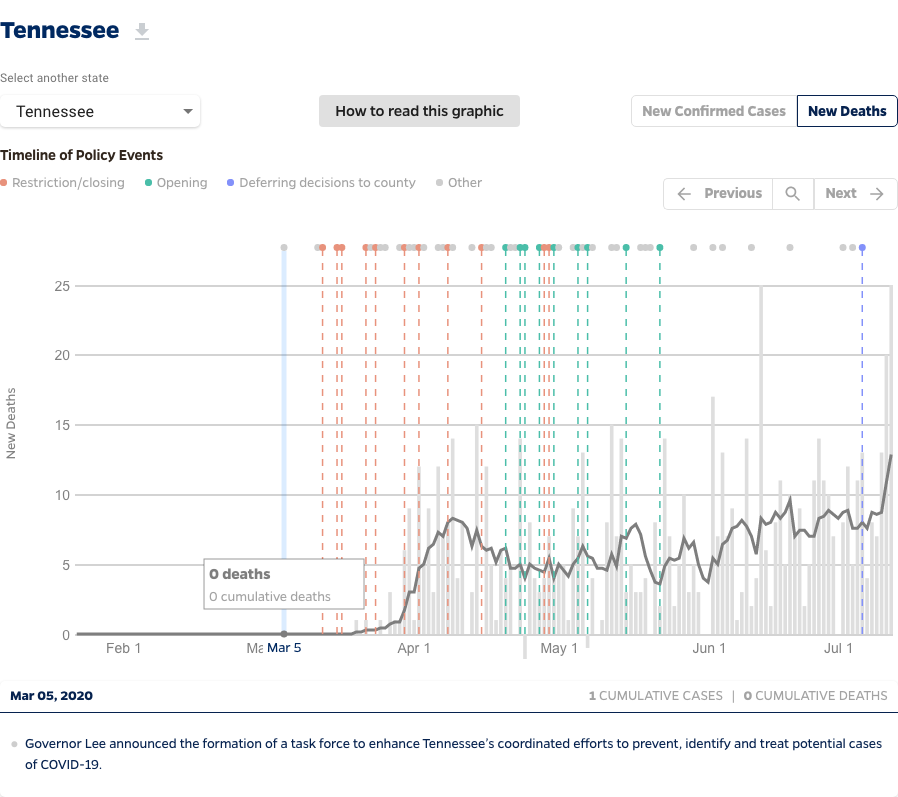 Tennessee
Select another state
Tennessee
How to read this graphic
New Confirmed Cases
New Deaths
Timeline of Policy Events
Restriction/closing
Opening
Deferring decisions to county
Other
Previous
Next
25
20
15
10
5
0
New Deaths
0 deaths
0 cumulative deaths
Feb 1
Ma
Mar 5
Apr 1
May 1
Jun 1
Jul 1
Mar 05, 2020
1 CUMULATIVE CASES | 0 CUMULATIVE DEATHS
Governor Lee announced the formation of a task force to enhance Tennessee's coordinated efforts to prevent, identify and treat potential cases
of COVID-19.